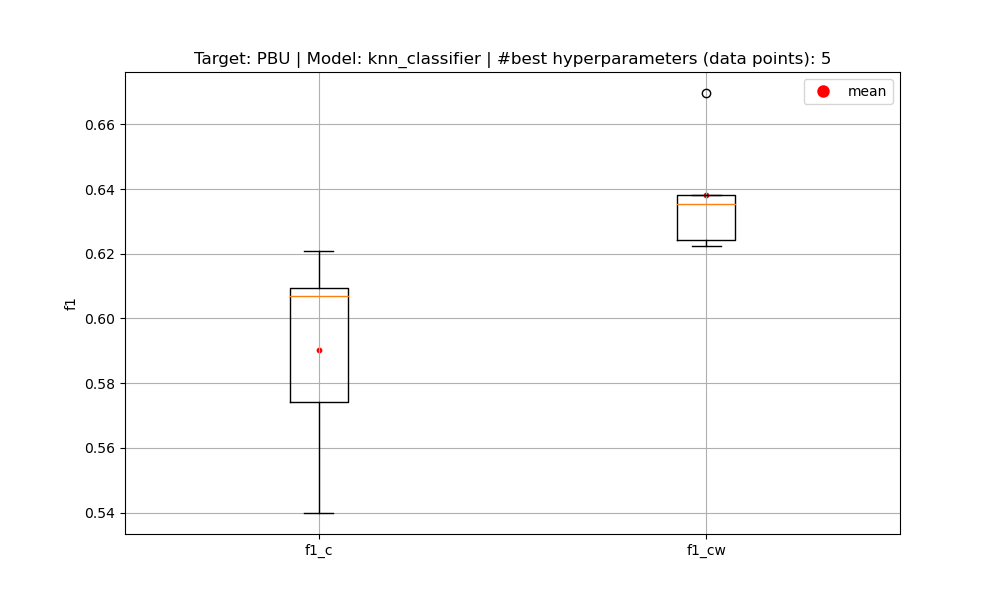 Target: PBU | Model: knn_classifier | #best hyperparameters (data points): 5
mean
0.66
0.64
0.62
0.60
0.58
0.56
0.54
f1
f1_c
f1_cw